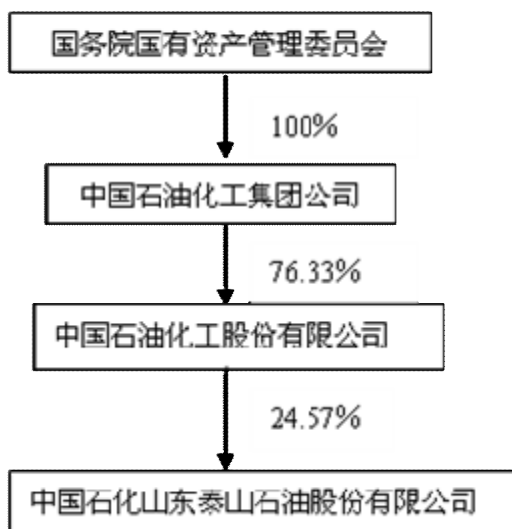 国务院国有资产管理委员会
100%
中国石油化工集团公司
76.33%
中国石油化工股份有限公司
24.57%
中国石化山东泰山石油股份有限公司